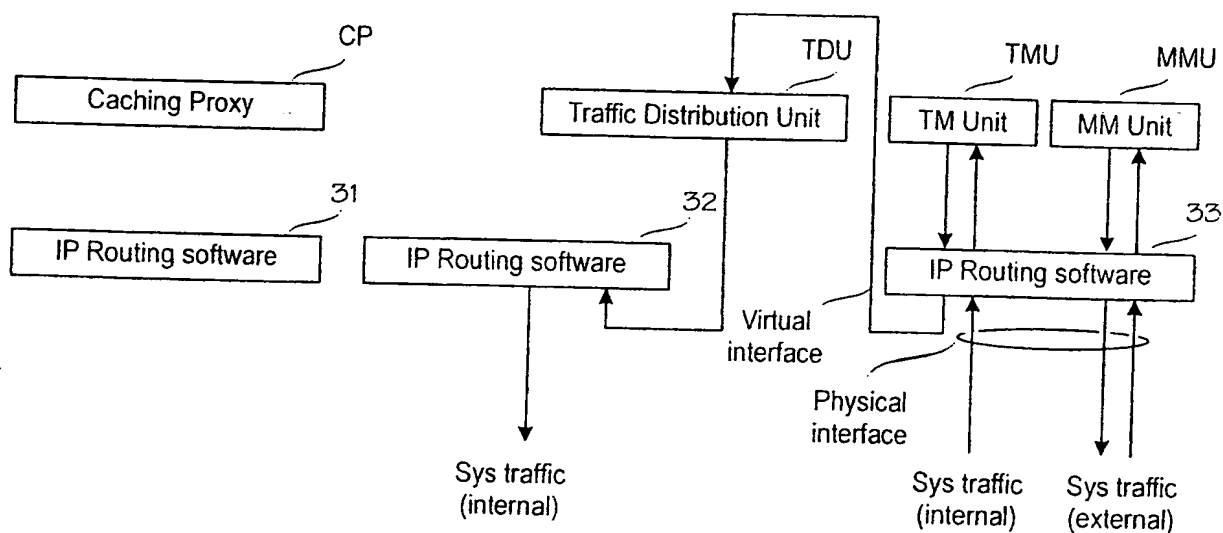 CP
TDU
TMU
MMU
Caching Proxy
Traffic Distribution Unit
TM Unit
MM Unit
31
32
33
IP Routing software
IP Routing software
IP Routing software
Virtual
interface
Physical
interface
Sys traffic
(internal)
Sys traffic
(internal)
Sys traffic
(external)